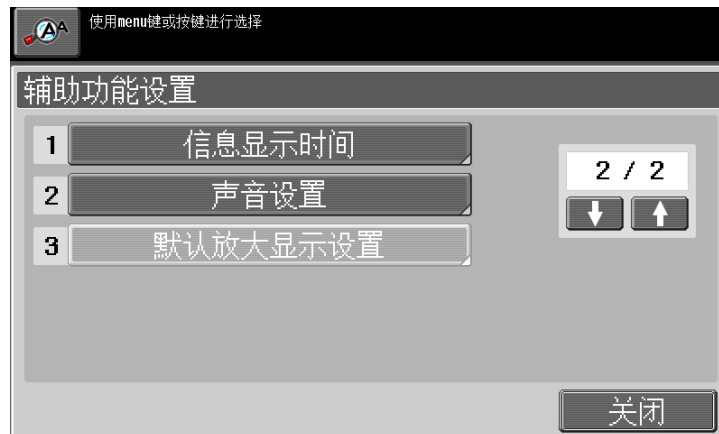 使用menu键或按键进行选择
辅助功能设置
1 信息显示时间
2 / 2
2 声音设置
3 默认放大显示设置
关闭